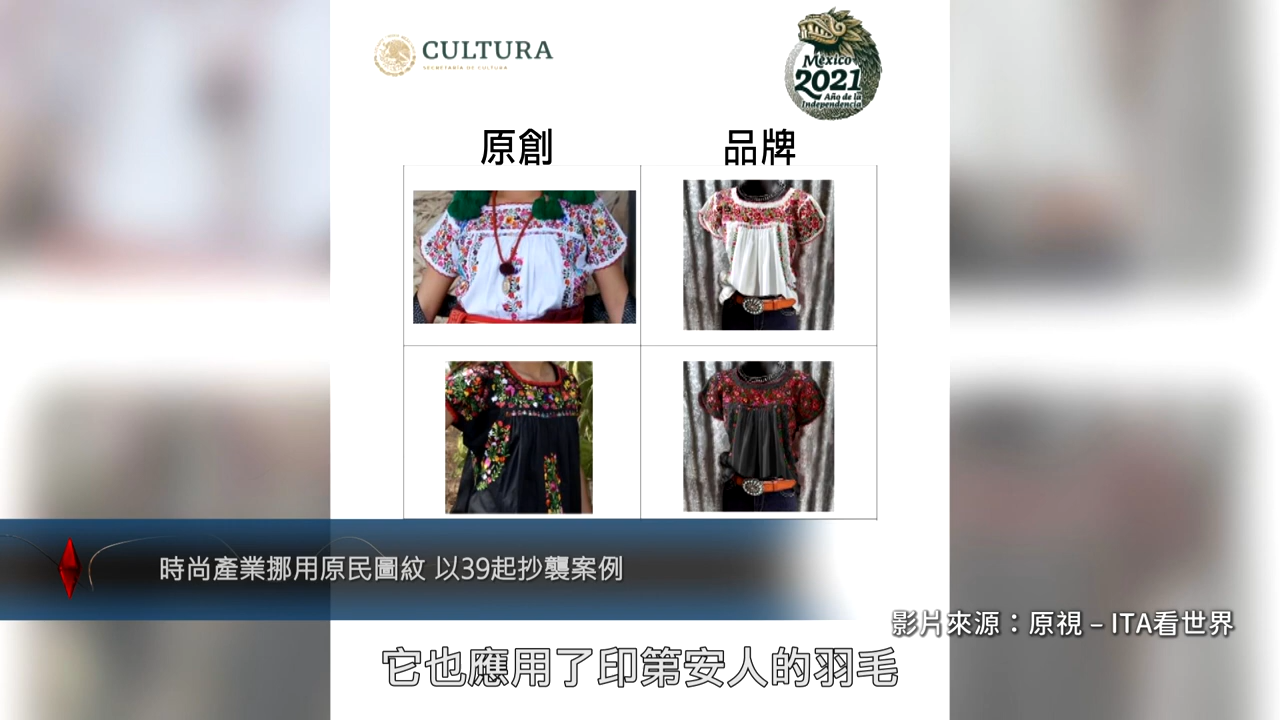 CULTURA
SECRETARÍA DE CULTURA
México
2021
Año de la
Independencia
原創 品牌
時尚產業挪用原民圖紋 以39起抄襲案例
影片來源：原視 – ITA看世界
它也應用了印第安人的羽毛